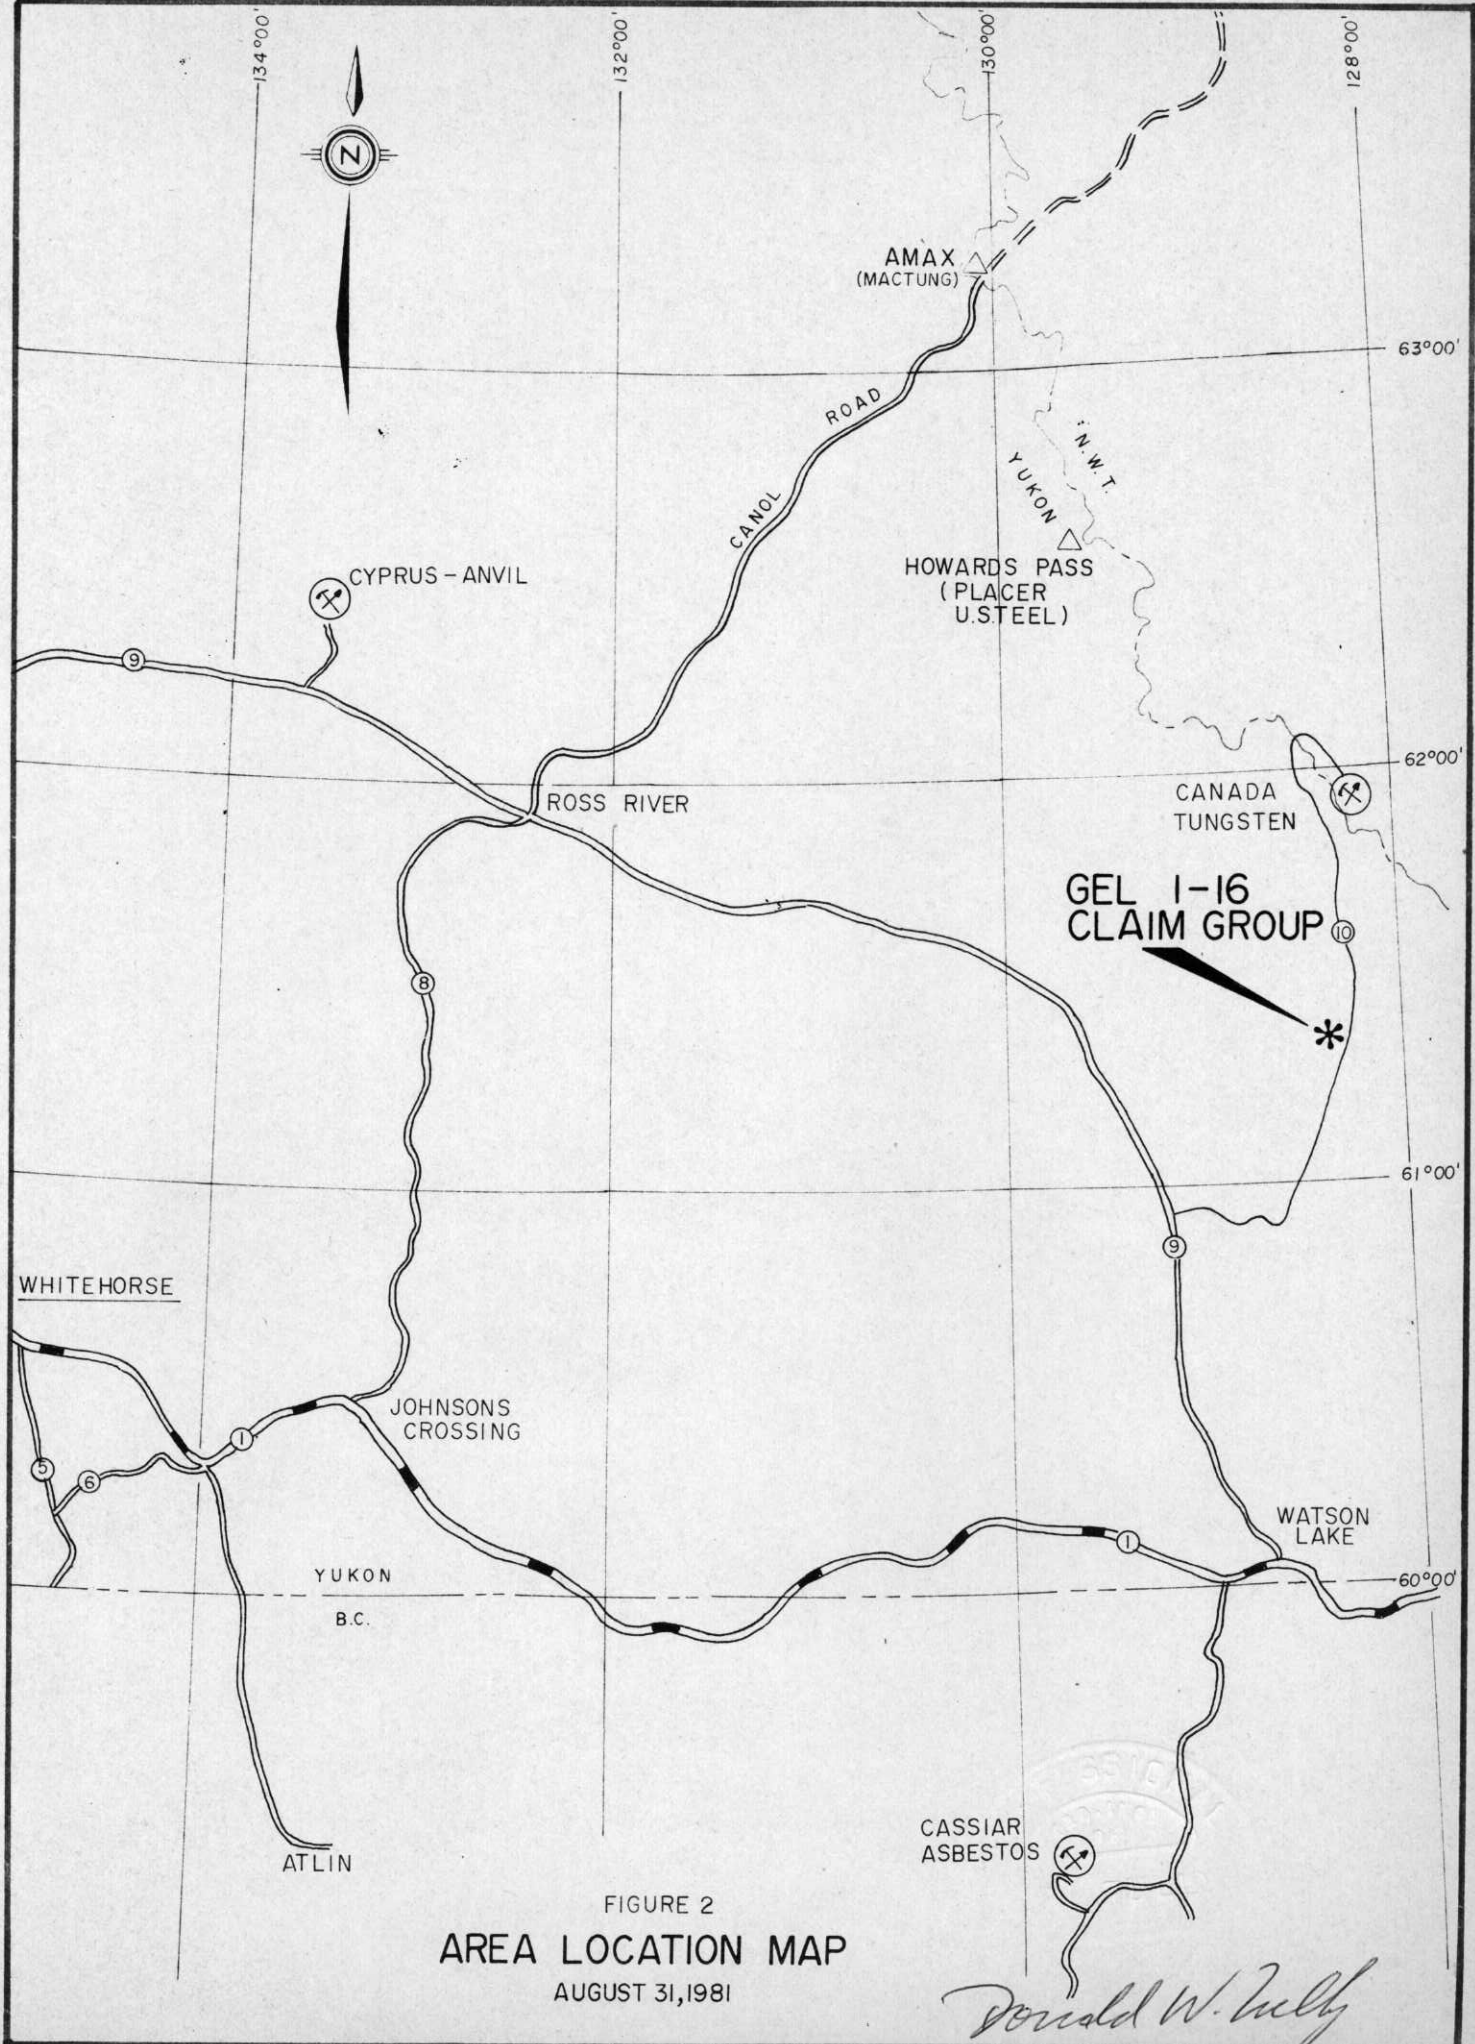 134°00'
132°00'
130°00'
128°00'
N
AMAX
(MACTUNG)
63°00'
CANOL ROAD
N.W.T.
YUKON
HOWARDS PASS
(PLACER
U.S.TEEL)
CYPRUS-ANVIL
9
62°00'
ROSS RIVER
CANADA
TUNGSTEN
GEL 1-16
CLAIM GROUP
10
8
61°00'
9
WHITEHORSE
JOHNSONS
CROSSING
1
5
6
WATSON
LAKE
1
YUKON
60°00'
B.C.
CASSIAR
ASBESTOS
ATLIN
FIGURE 2
AREA LOCATION MAP
AUGUST 31,1981
Donald W. Tully